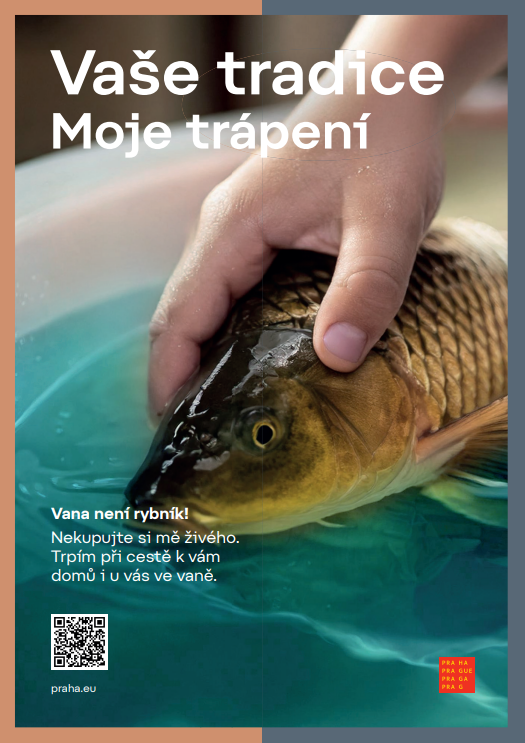 Vaše tradice
Moje trápení
Vana není rybník!
Nekupujte si mě živého.
Trpím při cestě k vám
domů i u vás ve vaně.
praha.eu
PRA HA
PRA GUE
PRA GA
PRA G